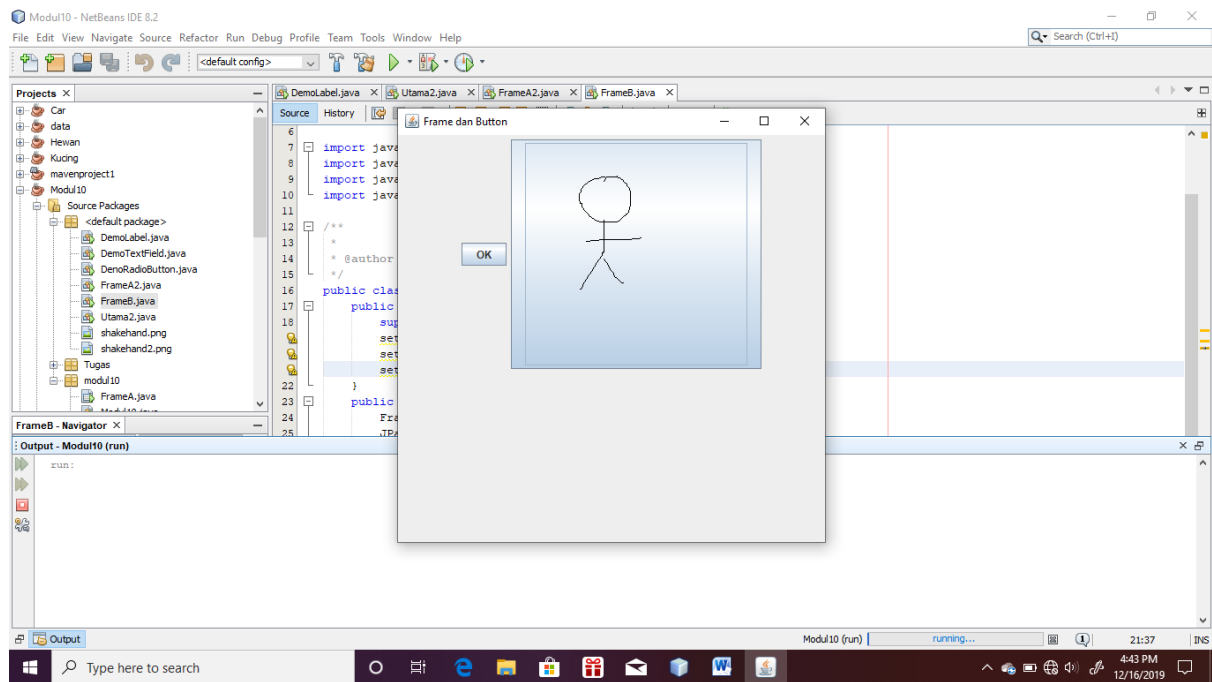 Modul10 - NetBeans IDE 8.2
File Edit View Navigate Source Refactor Run Debug Profile Team Tools Window Help
Search (Ctrl+I)
<default config>
Projects
Car
data
Hewan
Kucing
mavenproject1
Modul10
Source Packages
<default package>
DemoLabel.java
DemoTextField.java
DenoRadioButton.java
FrameA2.java
FrameB.java
Utama2.java
shakehand.png
shakehand2.png
Tugas
modul10
FrameA.java
Modul10.java
FrameB - Navigator
DemoLabel.java Utama2.java FrameA2.java FrameB.java
Source History
6
7 import java
8 import java
9 import java
10 import java
11
12 /**
13 *
14 * @author
15 */
16 public clas
17 public
18 sup
set
set
set
22 }
23 public
24 Fra
25 JPa
Frame dan Button
OK
Output - Modul10 (run)
run:
Output
Modul10 (run) running... 1 21:37 INS
Type here to search
4:43 PM
12/16/2019